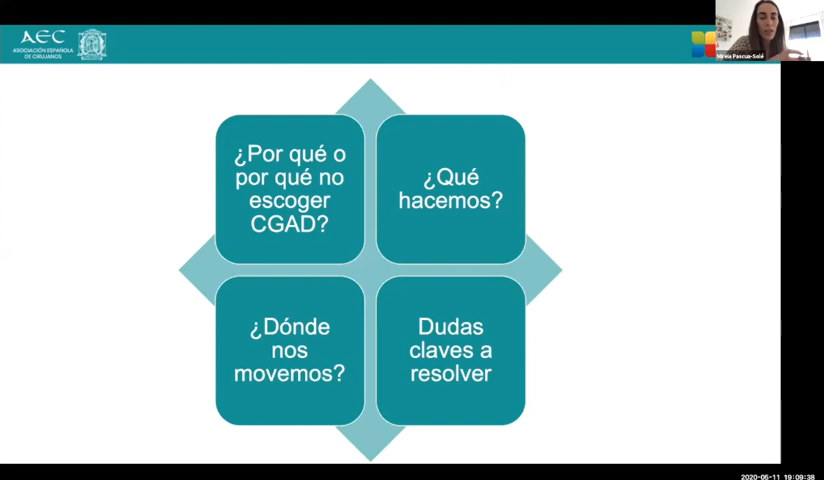 AEC
ASOCIACIÓN ESPAÑOLA
DE CIRUJANOS
Mireia Pascua-Solé
¿Por qué o
por qué no
escoger
CGAD?
¿Qué
hacemos?
¿Dónde
nos
movemos?
Dudas
claves a
resolver
2020-05-11 19:09:38